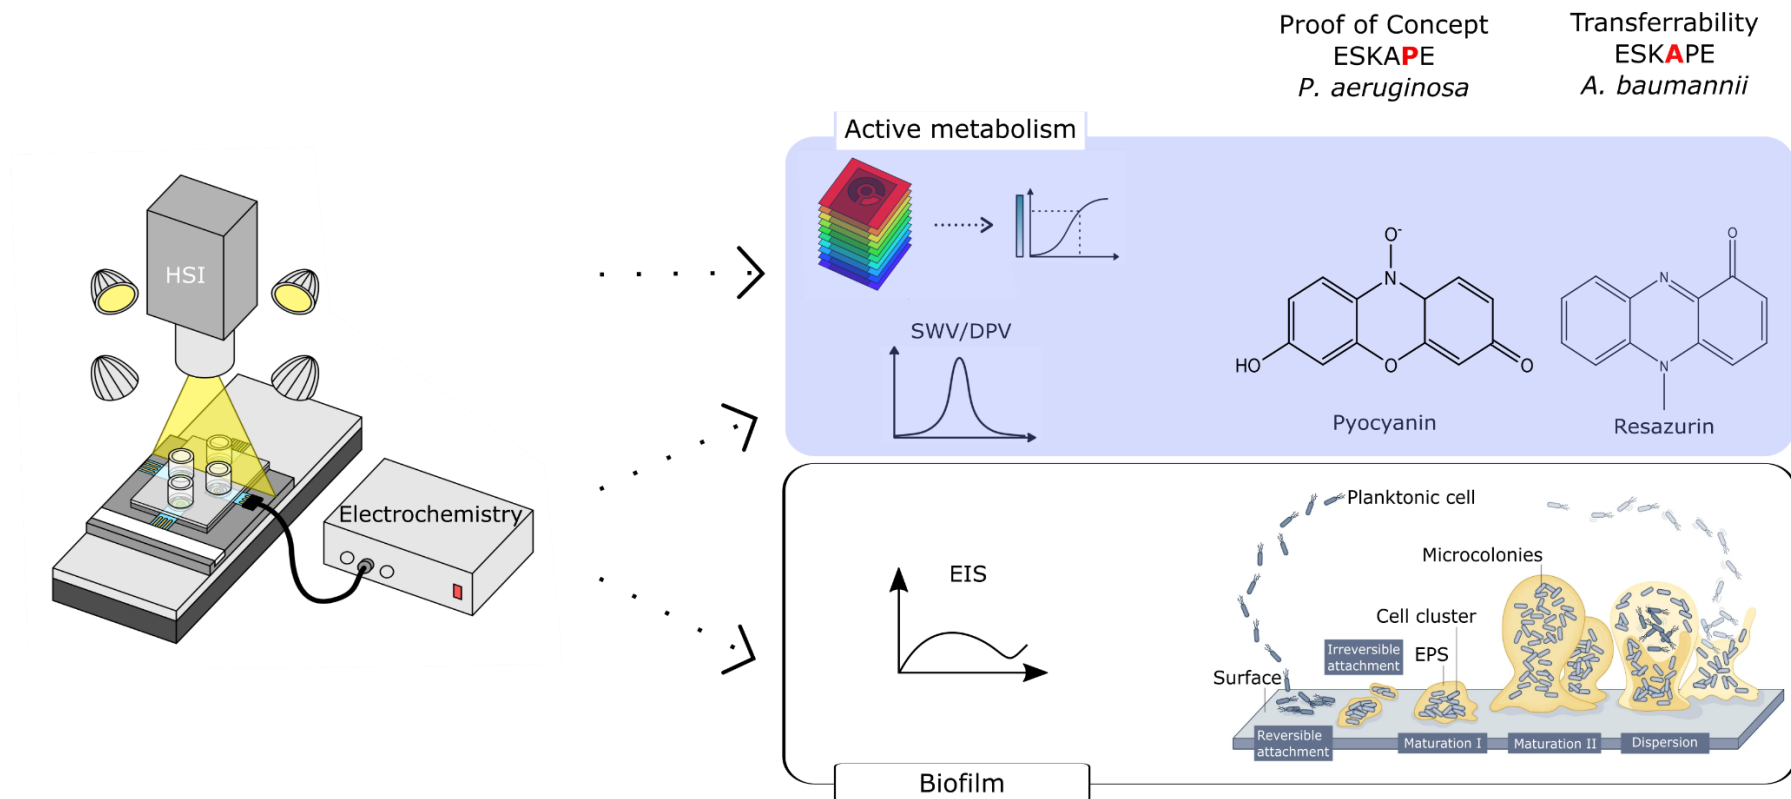 Proof of Concept
ESKAPE
P. aeruginosa
Transferrability
ESKAPE
A. baumannii
Active metabolism
HSI
SWV/DPV
O-
N
HO
O
O
Pyocyanin
O
N
N
Resazurin
Electrochemistry
EIS
Planktonic cell
Microcolonies
Cell cluster
Irreversible
attachment
EPS
Surface
Reversible
attachment
Maturation I
Maturation II
Dispersion
Biofilm